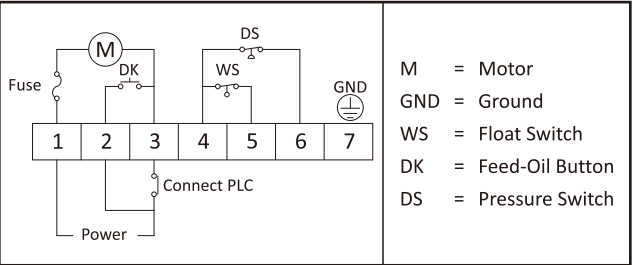 M
DS
DK
WS
Fuse
GND
1 2 3 4 5 6 7
Connect PLC
Power
M = Motor
GND = Ground
WS = Float Switch
DK = Feed-Oil Button
DS = Pressure Switch